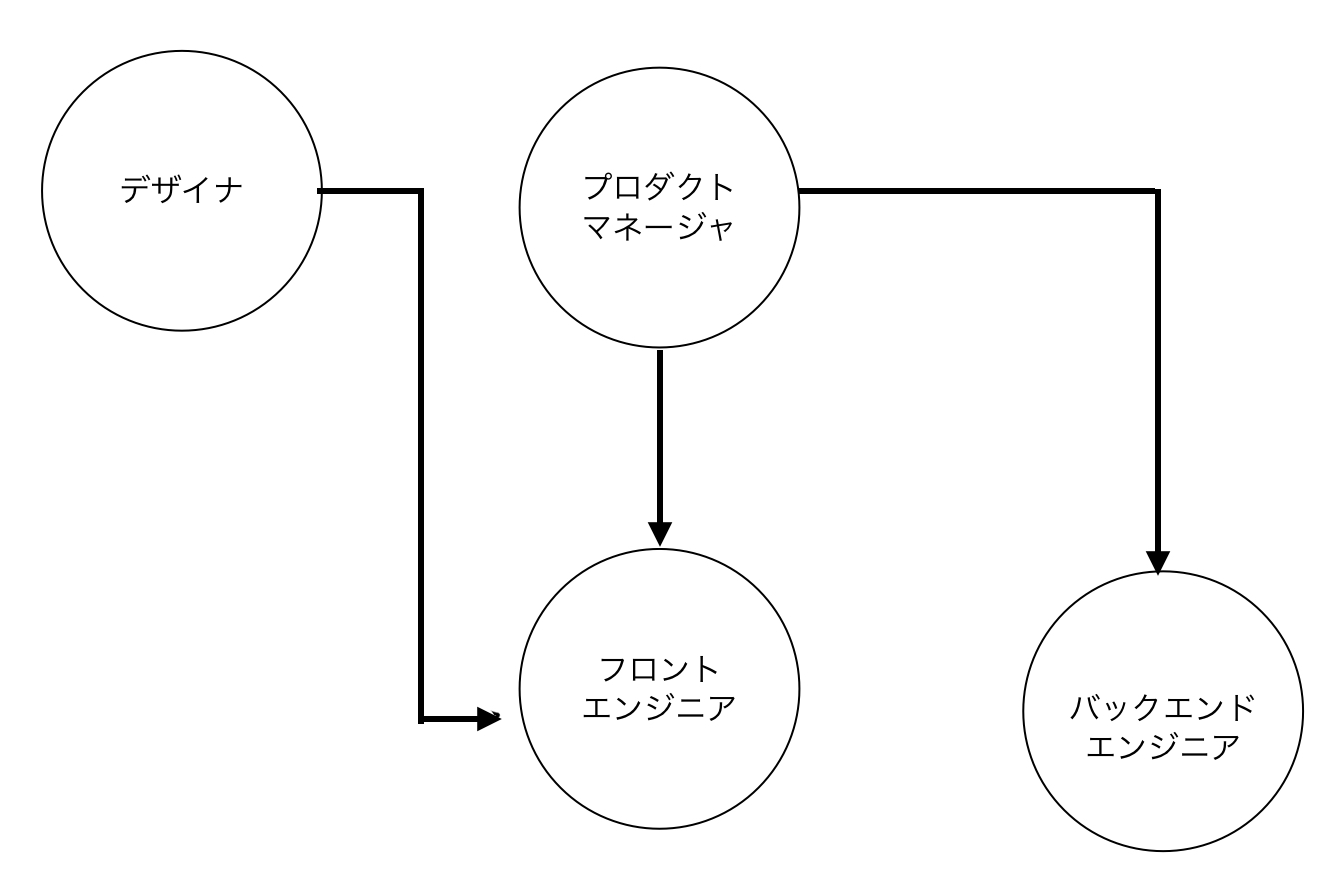 デザイナ
プロダクト
マネージャ
フロント
エンジニア
バックエンド
エンジニア